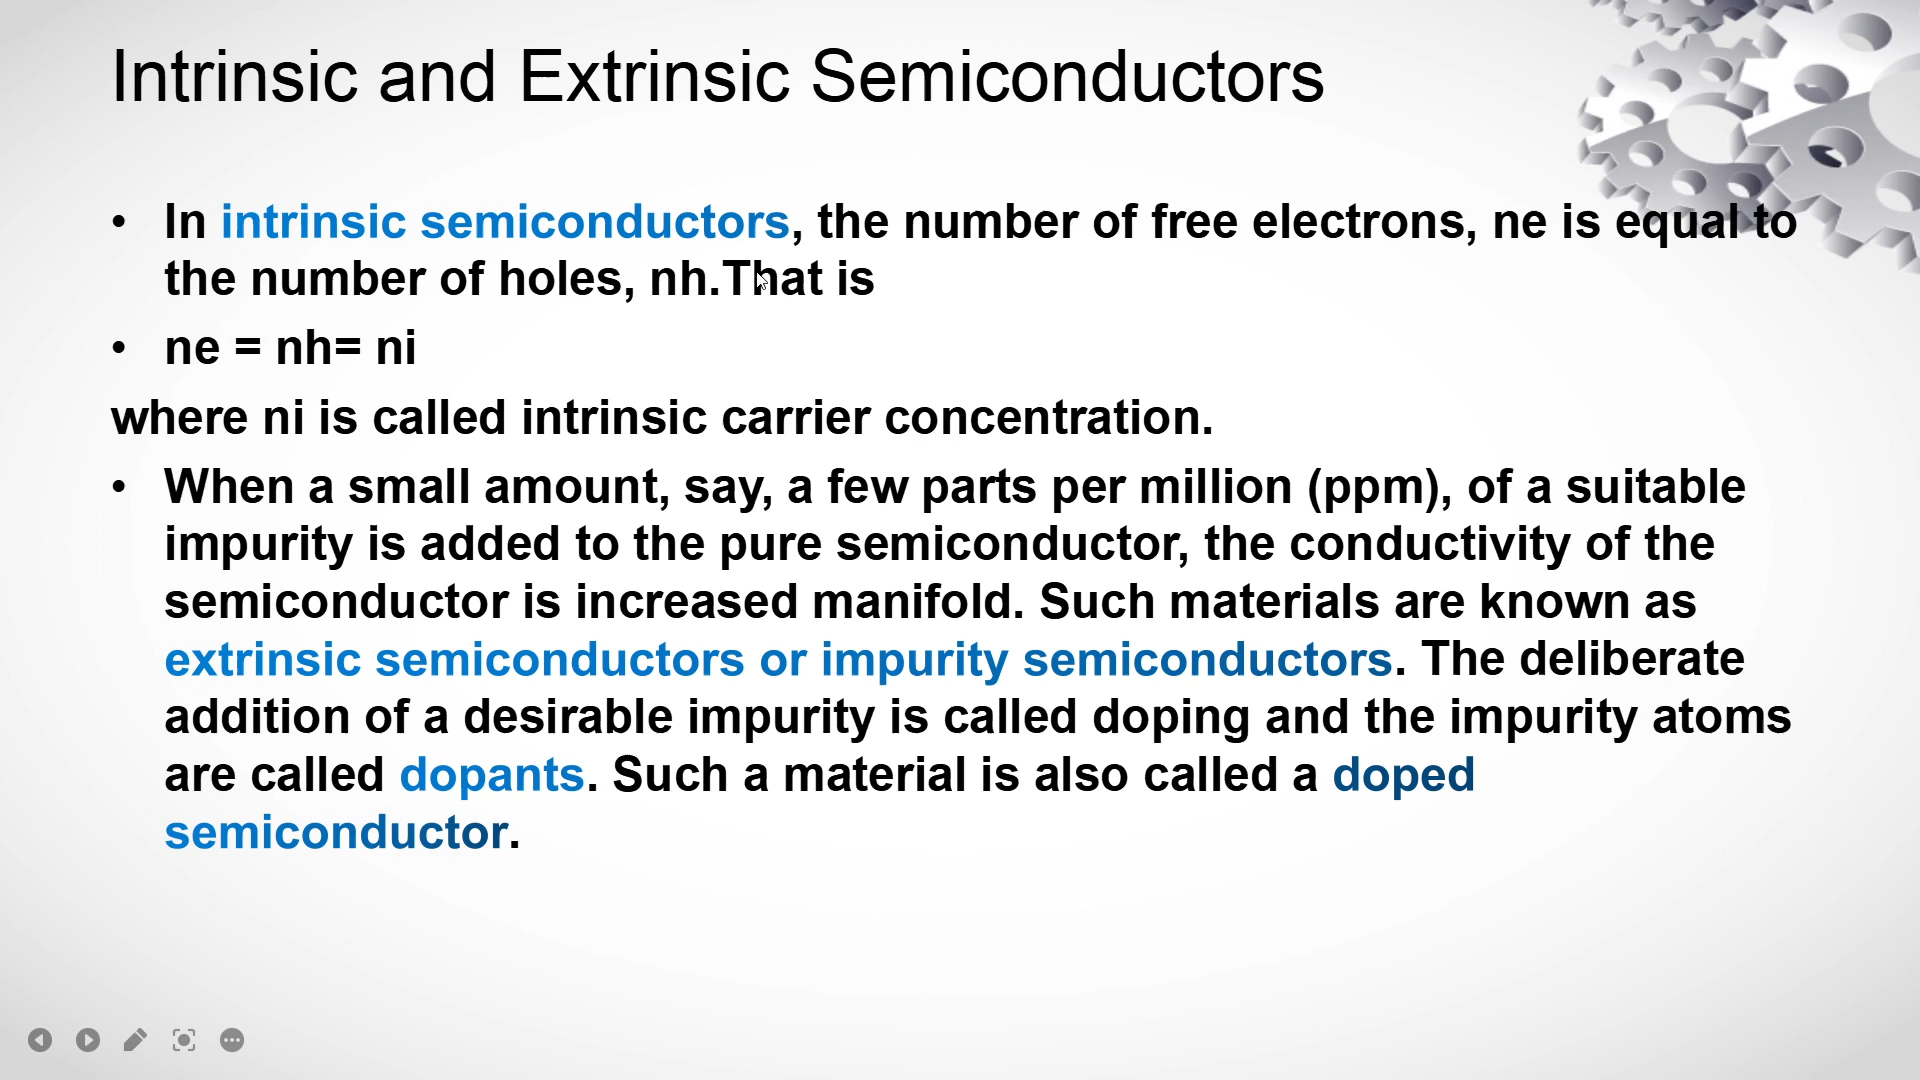 Intrinsic and Extrinsic Semiconductors
• In intrinsic semiconductors, the number of free electrons, ne is equal to
the number of holes, nh.That is
• ne = nh= ni
where ni is called intrinsic carrier concentration.
• When a small amount, say, a few parts per million (ppm), of a suitable
impurity is added to the pure semiconductor, the conductivity of the
semiconductor is increased manifold. Such materials are known as
extrinsic semiconductors or impurity semiconductors. The deliberate
addition of a desirable impurity is called doping and the impurity atoms
are called dopants. Such a material is also called a doped
semiconductor.